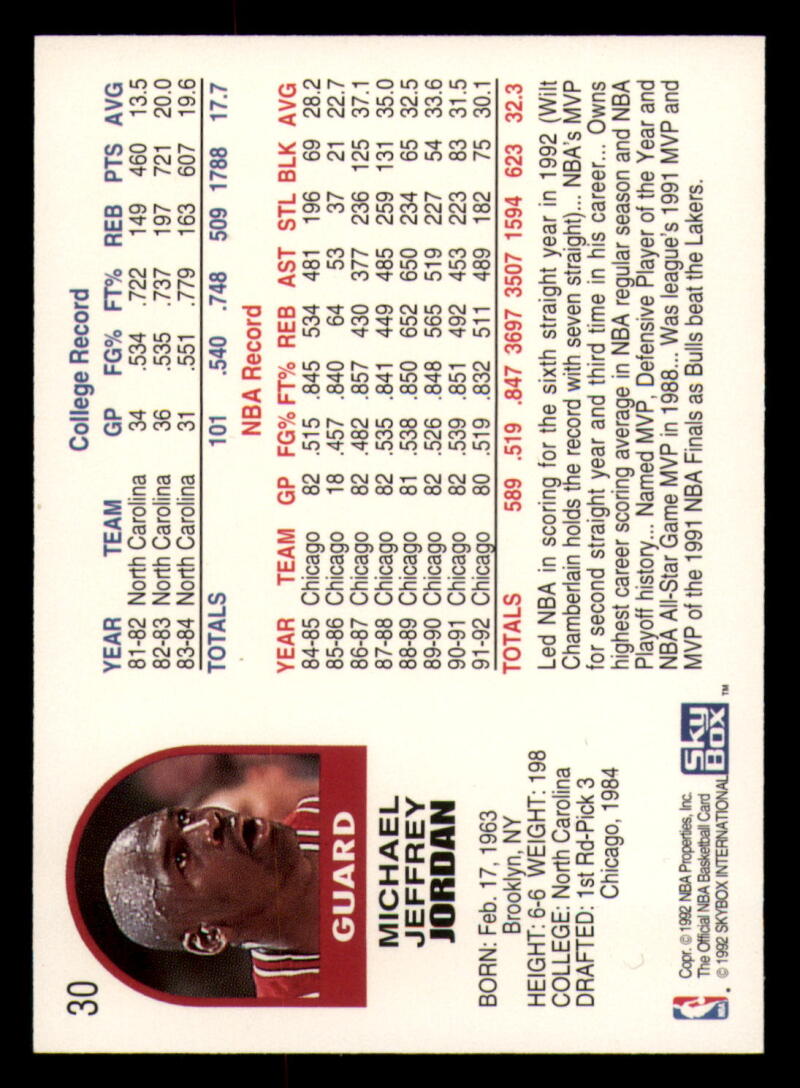 30
GUARD
MICHAEL
JEFFREY
JORDAN
BORN: Feb. 17, 1963
Brooklyn, NY
HEIGHT: 6-6 WEIGHT: 198
COLLEGE: North Carolina
DRAFTED: 1st Rd-Pick 3
Chicago, 1984
NBA
Copr. © 1992 NBA Properties, Inc.
The Official NBA Basketball Card
© 1992 SKYBOX INTERNATIONAL
Sky
Box
TM
College Record
YEAR TEAM GP FG% FT% REB PTS AVG
81-82 North Carolina 34 .534 .722 149 460 13.5
82-83 North Carolina 36 .535 .737 197 721 20.0
83-84 North Carolina 31 .551 .779 163 607 19.6
TOTALS 101 .540 .748 509 1788 17.7
NBA Record
YEAR TEAM GP FG% FT% REB AST STL BLK AVG
84-85 Chicago 82 .515 .845 534 481 196 69 28.2
85-86 Chicago 18 .457 .840 64 53 37 21 22.7
86-87 Chicago 82 .482 .857 430 377 236 125 37.1
87-88 Chicago 82 .535 .841 449 485 259 131 35.0
88-89 Chicago 81 .538 .850 652 650 234 65 32.5
89-90 Chicago 82 .526 .848 565 519 227 54 33.6
90-91 Chicago 82 .539 .851 492 453 223 83 31.5
91-92 Chicago 80 .519 .832 511 489 182 75 30.1
TOTALS 589 .519 .847 3697 3507 1594 623 32.3
Led NBA in scoring for the sixth straight year in 1992 (Wilt
Chamberlain holds the record with seven straight)... NBA's MVP
for second straight year and third time in his career... Owns
highest career scoring average in NBA regular season and NBA
Playoff history... Named MVP, Defensive Player of the Year and
NBA All-Star Game MVP in 1988... Was league's 1991 MVP and
MVP of the 1991 NBA Finals as Bulls beat the Lakers.